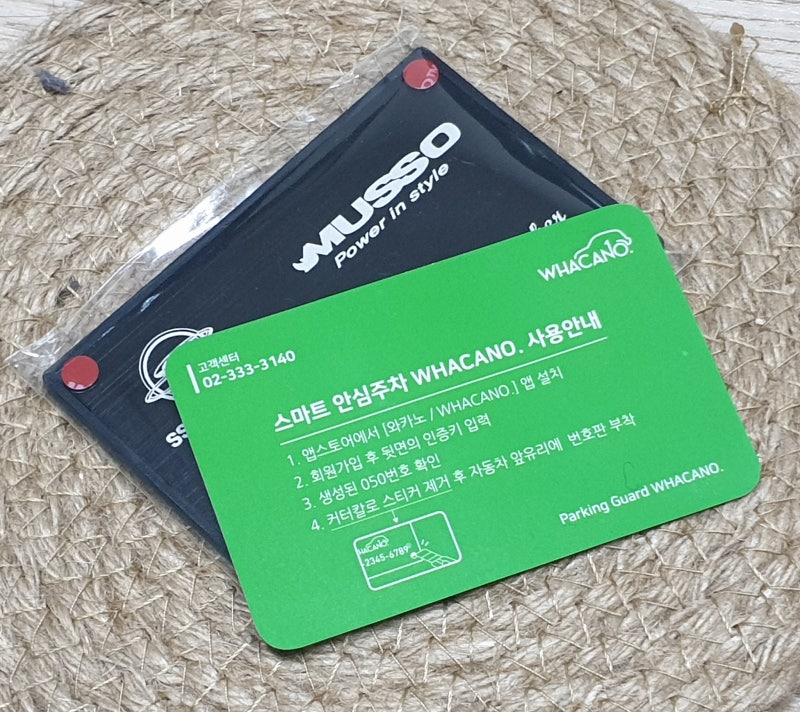 MUSSO
Power in style
WHACANO.
고객센터
02-333-3140
스마트 안심주차 WHACANO. 사용안내
1. 앱스토어에서 [와카노 / WHACANO.] 앱 설치
2. 회원가입 후 뒷면의 인증키 입력
3. 생성된 050번호 확인
4. 커터칼로 스티커 제거 후 자동차 앞유리에 번호판 부착
2345-6789
Parking Guard WHACANO.